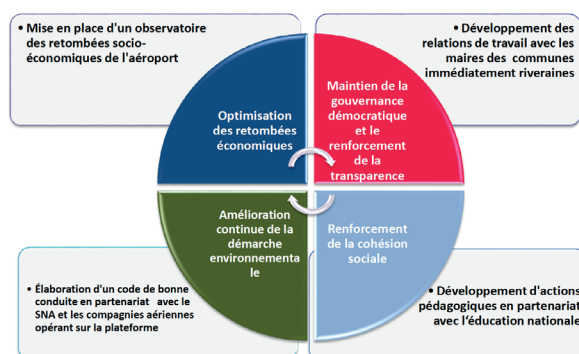 • Mise en place d'un observatoire
des retombées socio-
économiques de l'aéroport
• Développement des
relations de travail avec les
maires des communes
immédiatement riveraines
Optimisation
des retombées
économiques
Maintien de la
gouvernance
démocratique
et le
renforcement
de la
transparence
Amélioration
continue de la
démarche
environnementa
le
Renforcement
de la cohésion
sociale
• Élaboration d'un code de bonne
conduite en partenariat avec le
SNA et les compagnies aériennes
opérant sur la plateforme
• Développement d'actions
pédagogiques en partenariat
avec l'éducation nationale